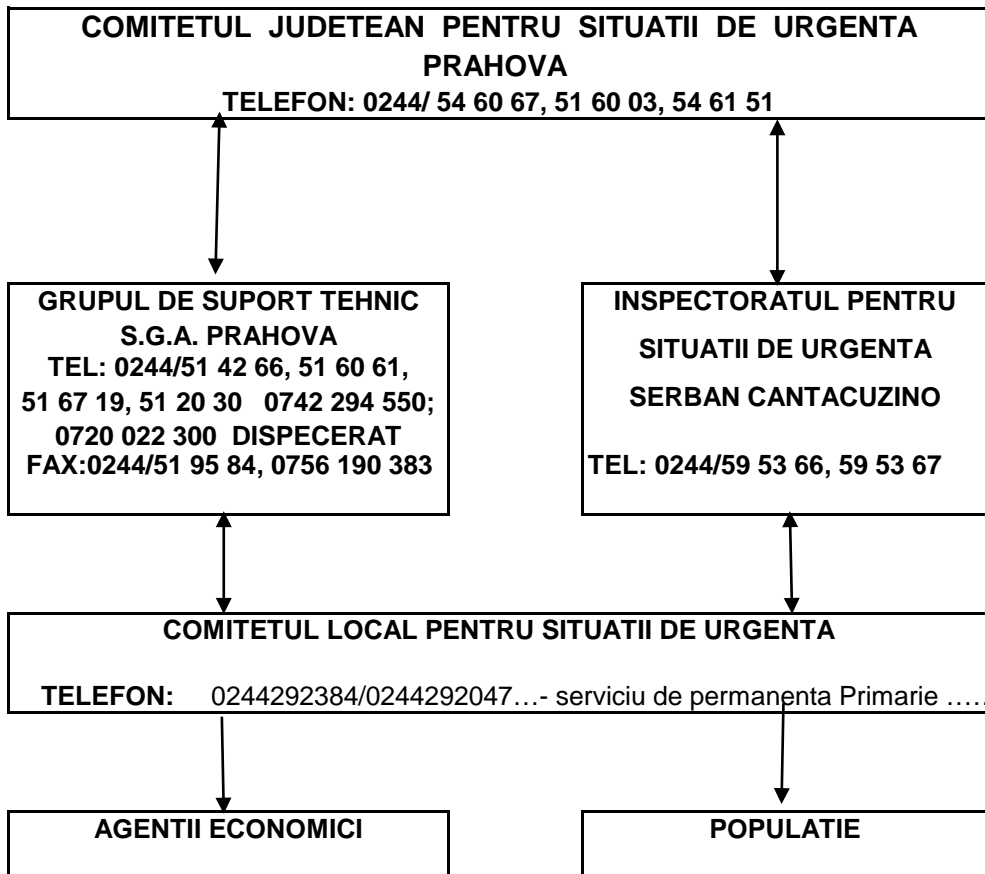 COMITETUL JUDETEAN PENTRU SITUATII DE URGENTA
PRAHOVA
TELEFON: 0244/ 54 60 67, 51 60 03, 54 61 51
GRUPUL DE SUPORT TEHNIC
S.G.A. PRAHOVA
TEL: 0244/51 42 66, 51 60 61,
51 67 19, 51 20 30 0742 294 550;
0720 022 300 DISPECERAT
FAX:0244/51 95 84, 0756 190 383
INSPECTORATUL PENTRU
SITUATII DE URGENTA
SERBAN CANTACUZINO
TEL: 0244/59 53 66, 59 53 67
COMITETUL LOCAL PENTRU SITUATII DE URGENTA
TELEFON: 0244292384/0244292047…- serviciu de permanenta Primarie …..
AGENTII ECONOMICI
POPULATIE